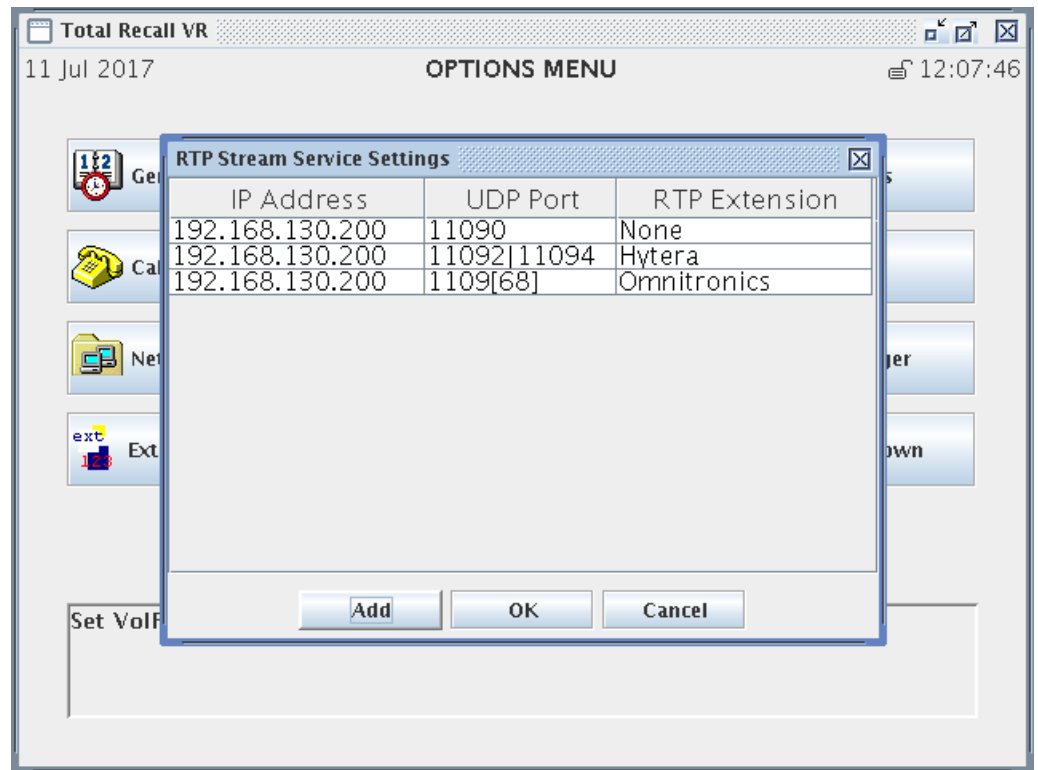 Total Recall VR
11 Jul 2017 OPTIONS MENU 12:07:46
RTP Stream Service Settings
IP Address UDP Port RTP Extension
192.168.130.200 11090 None
192.168.130.200 11092|11094 Hytera
192.168.130.200 1109[68] Omnitronics
Ge
Cal
Net
ger
ext
123
Ext
own
Add OK Cancel
Set VoIP